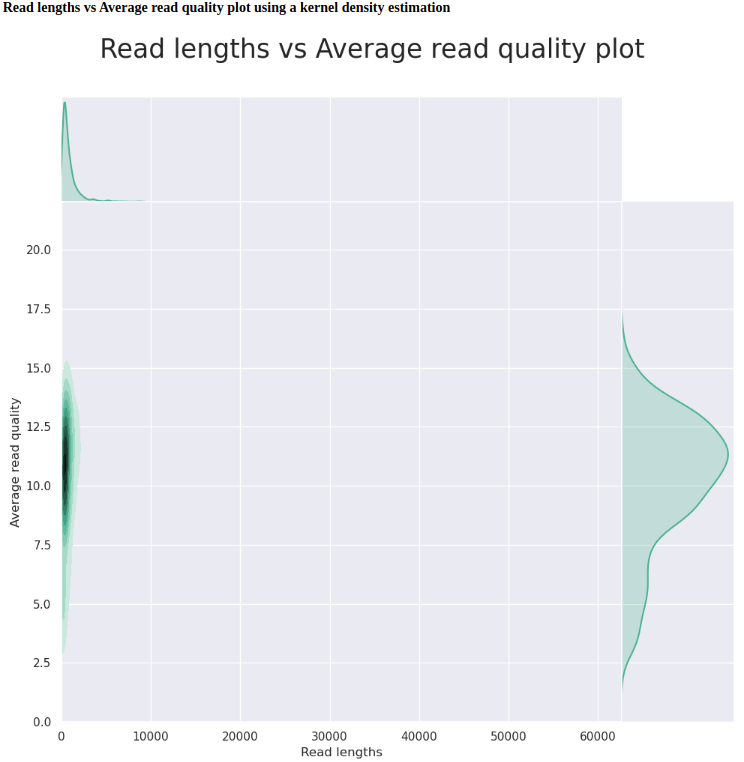 Read lengths vs Average read quality plot using a kernel density estimation
Read lengths vs Average read quality plot
20.0
17.5
15.0
12.5
10.0
7.5
5.0
2.5
0.0
Average read quality
0 10000 20000 30000 40000 50000 60000
Read lengths